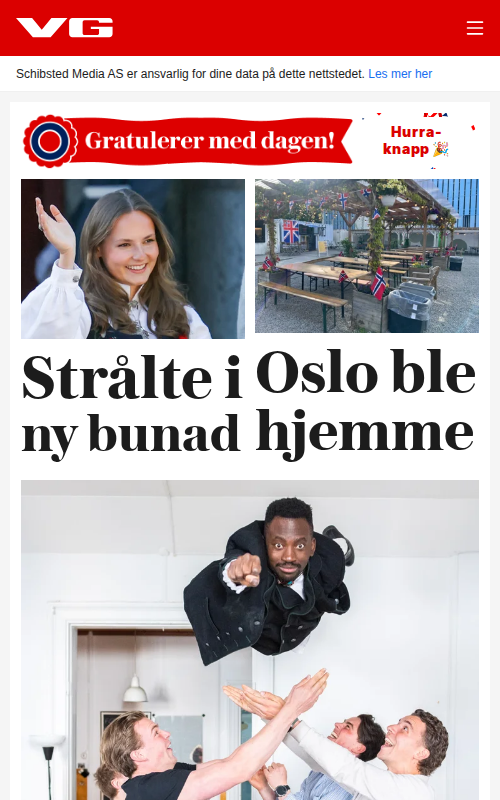 VG
Schibsted Media AS er ansvarlig for dine data på dette nettstedet. Les mer her
Gratulerer med dagen!
Hurra-
knapp 🎉
Strålte i
ny bunad
Oslo ble
hjemme